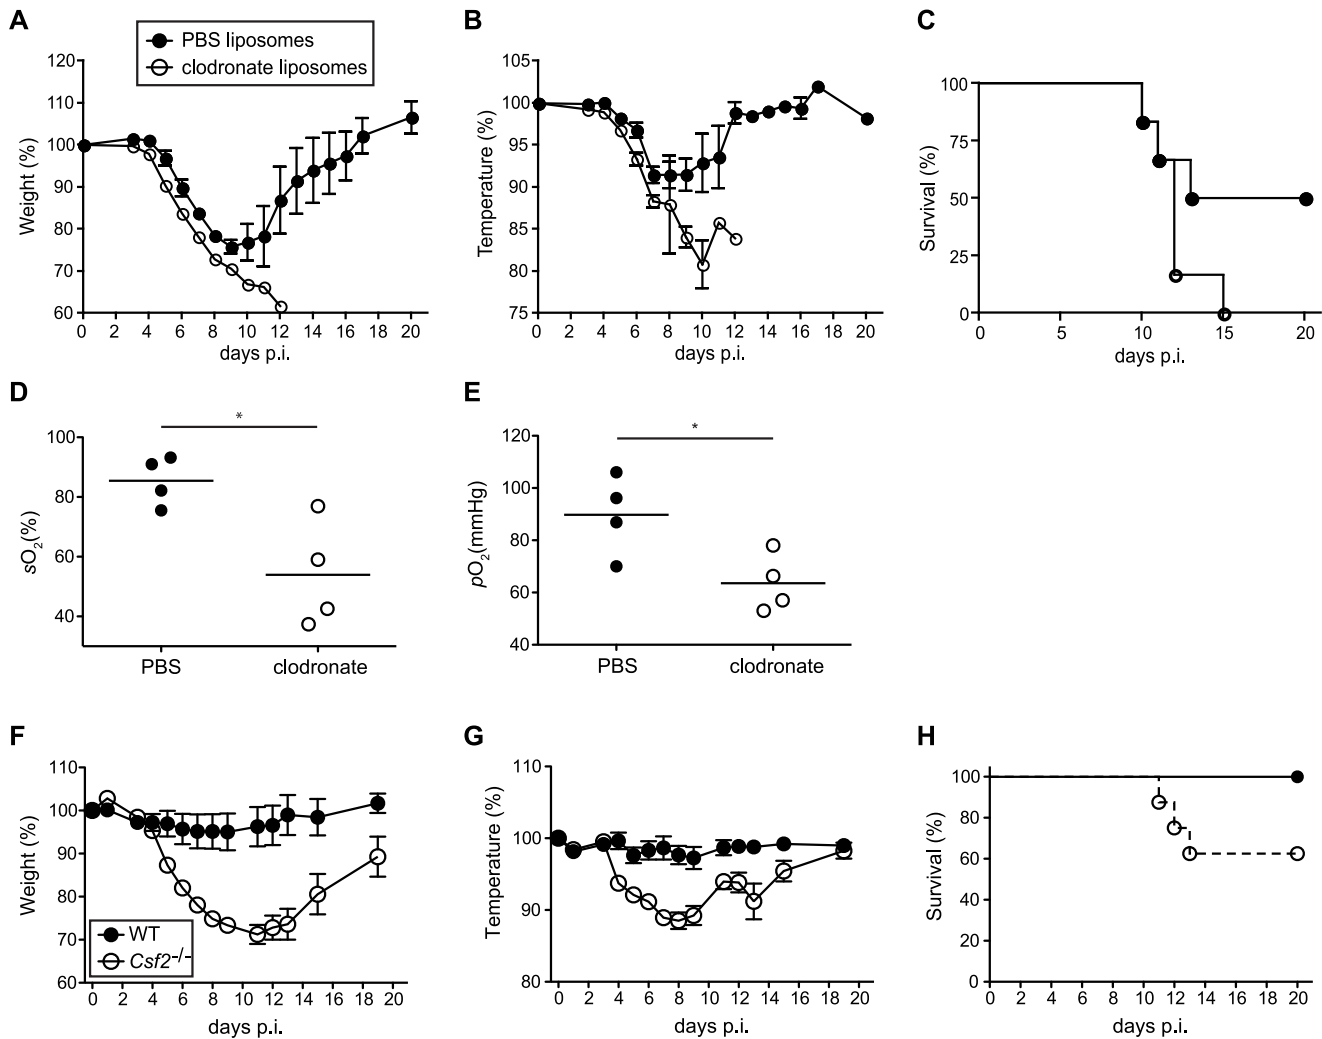 A
PBS liposomes
clodronate liposomes
Weight (%)
120
110
100
90
80
70
60
0 2 4 6 8 10 12 14 16 18 20
days p.i.
B
Temperature (%)
105
100
95
90
85
80
75
0 2 4 6 8 10 12 14 16 18 20
days p.i.
C
Survival (%)
100
75
50
25
0
0 5 10 15 20
days p.i.
D
*
sO₂(%)
100
80
60
40
PBS clodronate
E
*
pO₂(mmHg)
120
100
80
60
40
PBS clodronate
F
Weight (%)
110
100
90
80
70
60
WT
Csf2⁻/⁻
0 2 4 6 8 10 12 14 16 18 20
days p.i.
G
Temperature (%)
110
100
90
80
0 2 4 6 8 10 12 14 16 18 20
days p.i.
H
Survival (%)
100
80
60
40
20
0
0 2 4 6 8 10 12 14 16 18 20
days p.i.